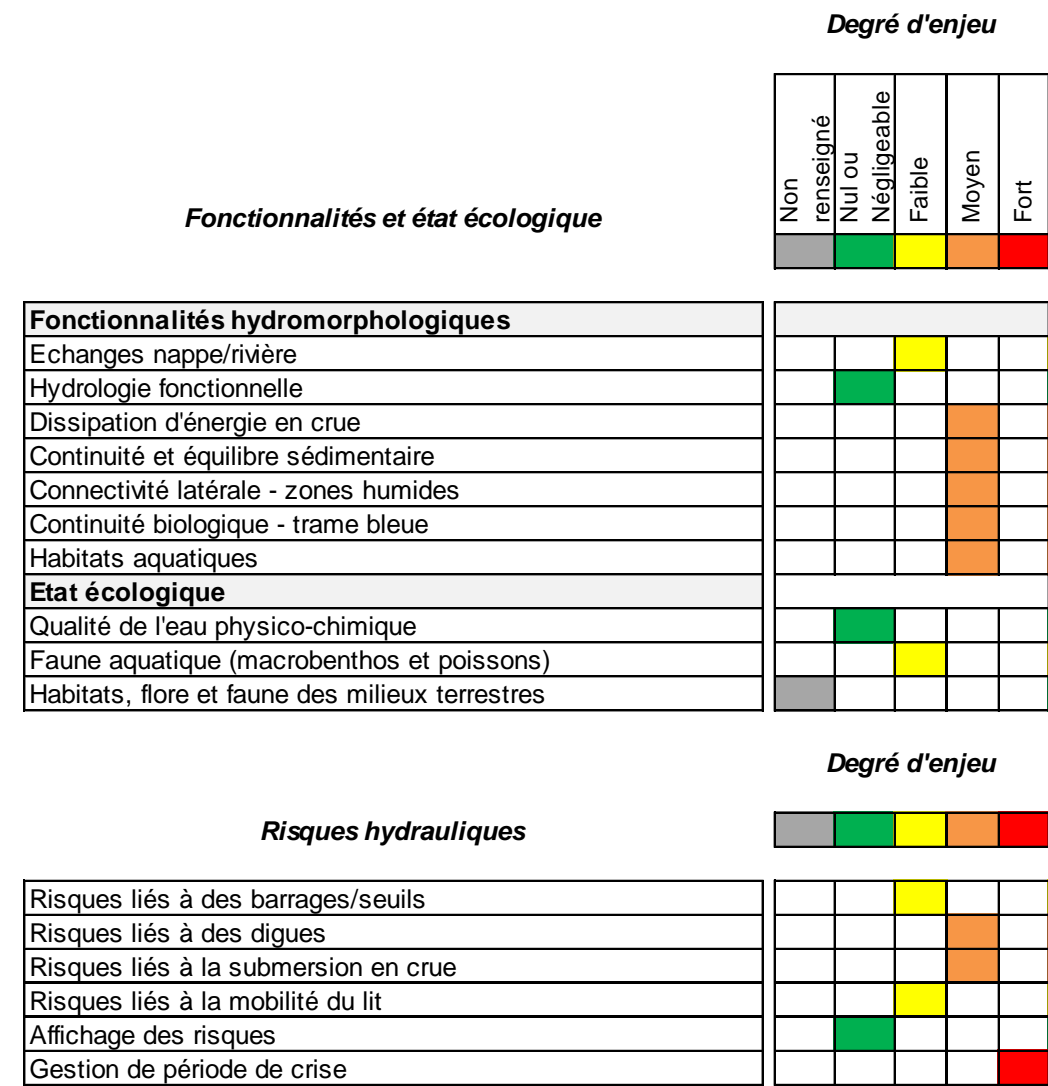 Degré d'enjeu
Non
renseigné
Nul ou
Négligeable
Faible
Moyen
Fort
Fonctionnalités et état écologique
Fonctionnalités hydromorphologiques
Echanges nappe/rivière
Hydrologie fonctionnelle
Dissipation d'énergie en crue
Continuité et équilibre sédimentaire
Connectivité latérale - zones humides
Continuité biologique - trame bleue
Habitats aquatiques
Etat écologique
Qualité de l'eau physico-chimique
Faune aquatique (macrobenthos et poissons)
Habitats, flore et faune des milieux terrestres
Degré d'enjeu
Risques hydrauliques
Risques liés à des barrages/seuils
Risques liés à des digues
Risques liés à la submersion en crue
Risques liés à la mobilité du lit
Affichage des risques
Gestion de période de crise